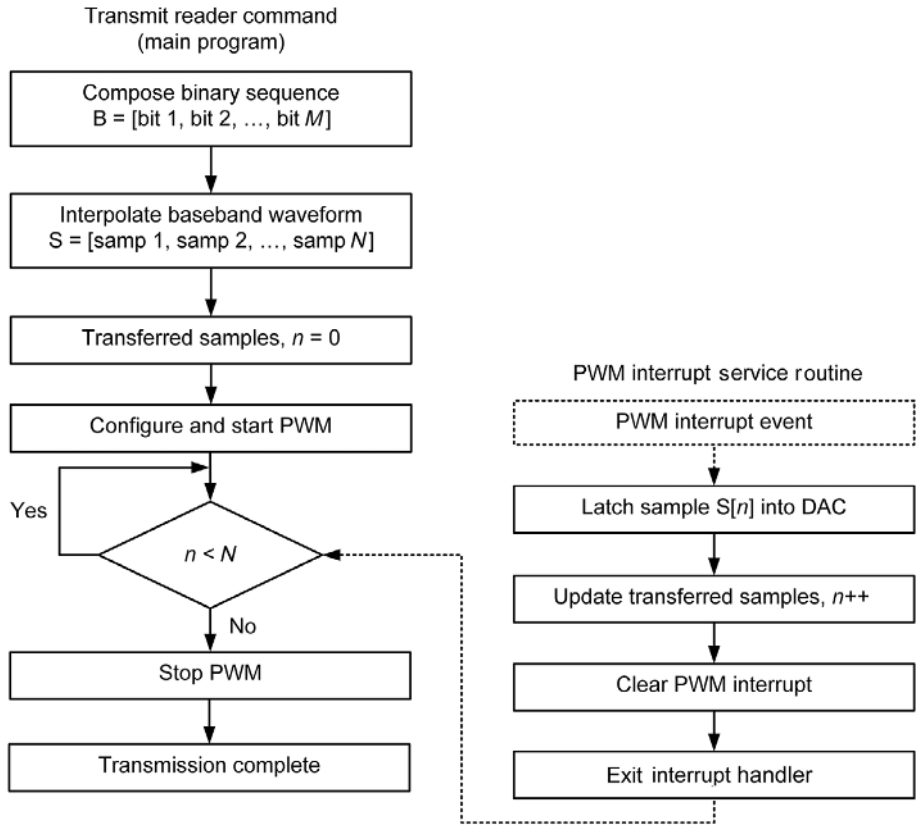 Transmit reader command
(main program)
Compose binary sequence
B = [bit 1, bit 2, …, bit M]
Interpolate baseband waveform
S = [samp 1, samp 2, …, samp N]
Transferred samples, n = 0
Configure and start PWM
Yes
n < N
No
Stop PWM
Transmission complete
PWM interrupt service routine
PWM interrupt event
Latch sample S[n] into DAC
Update transferred samples, n++
Clear PWM interrupt
Exit interrupt handler